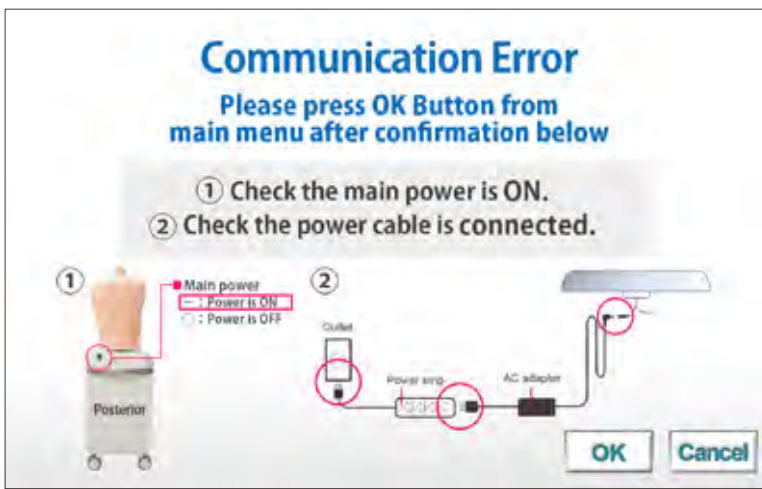 Communication Error
Please press OK Button from
main menu after confirmation below
① Check the main power is ON.
② Check the power cable is connected.
①
Main power
— : Power is ON
○ : Power is OFF
Posterior
②
Outlet
Power strip
AC adapter
OK
Cancel